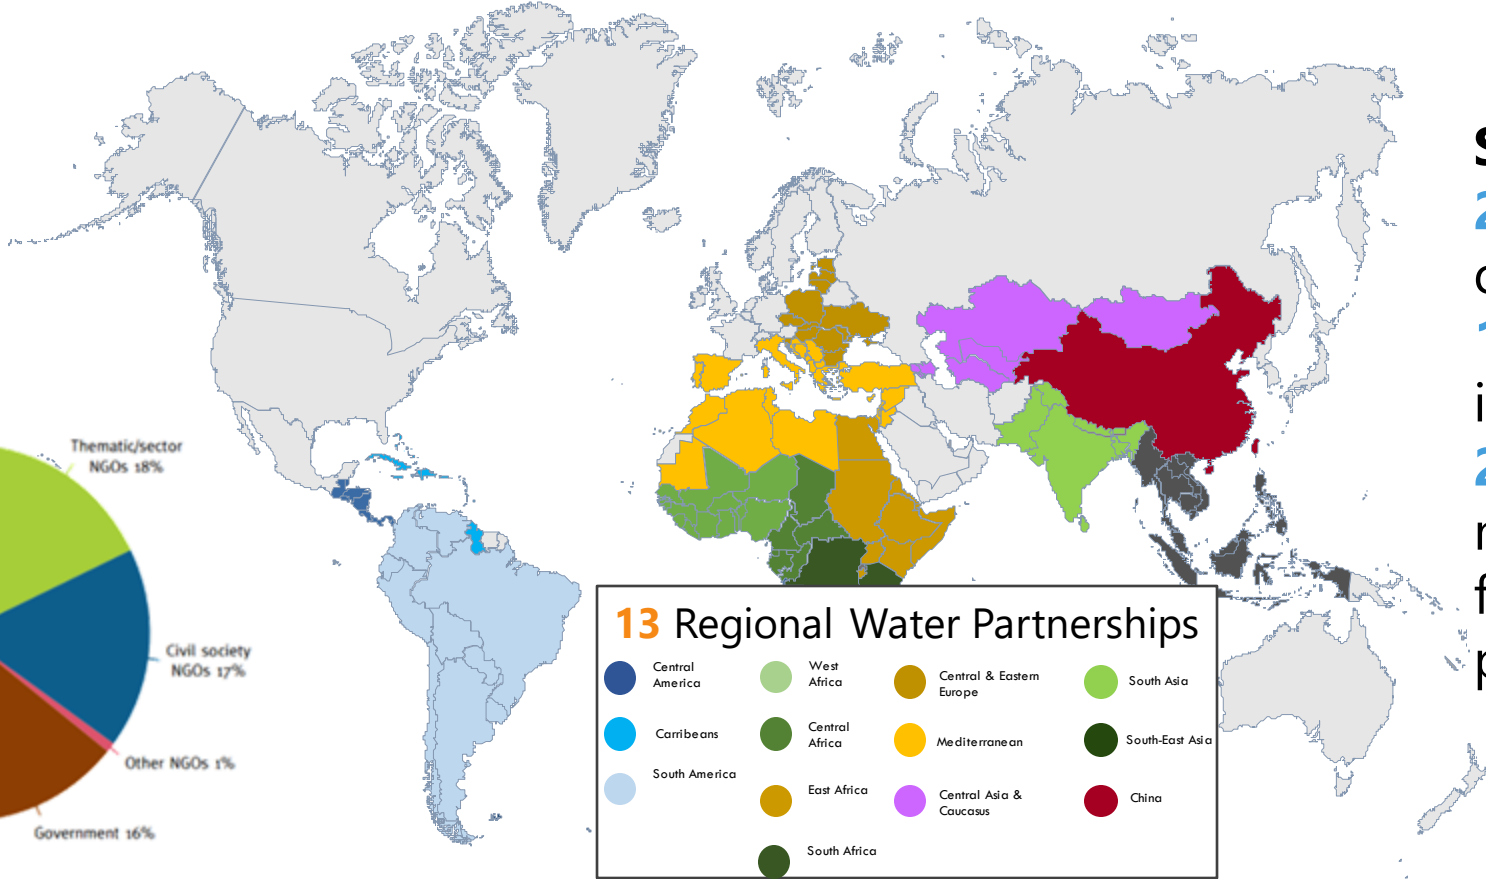 Thematic/sector
NGOs 18%
Civil society
NGOs 17%
Other NGOs 1%
Government 16%
13 Regional Water Partnerships
Central
America
Carribeans
South America
West
Africa
Central
Africa
East Africa
South Africa
Central & Eastern
Europe
Mediterranean
Central Asia &
Caucasus
South Asia
South-East Asia
China